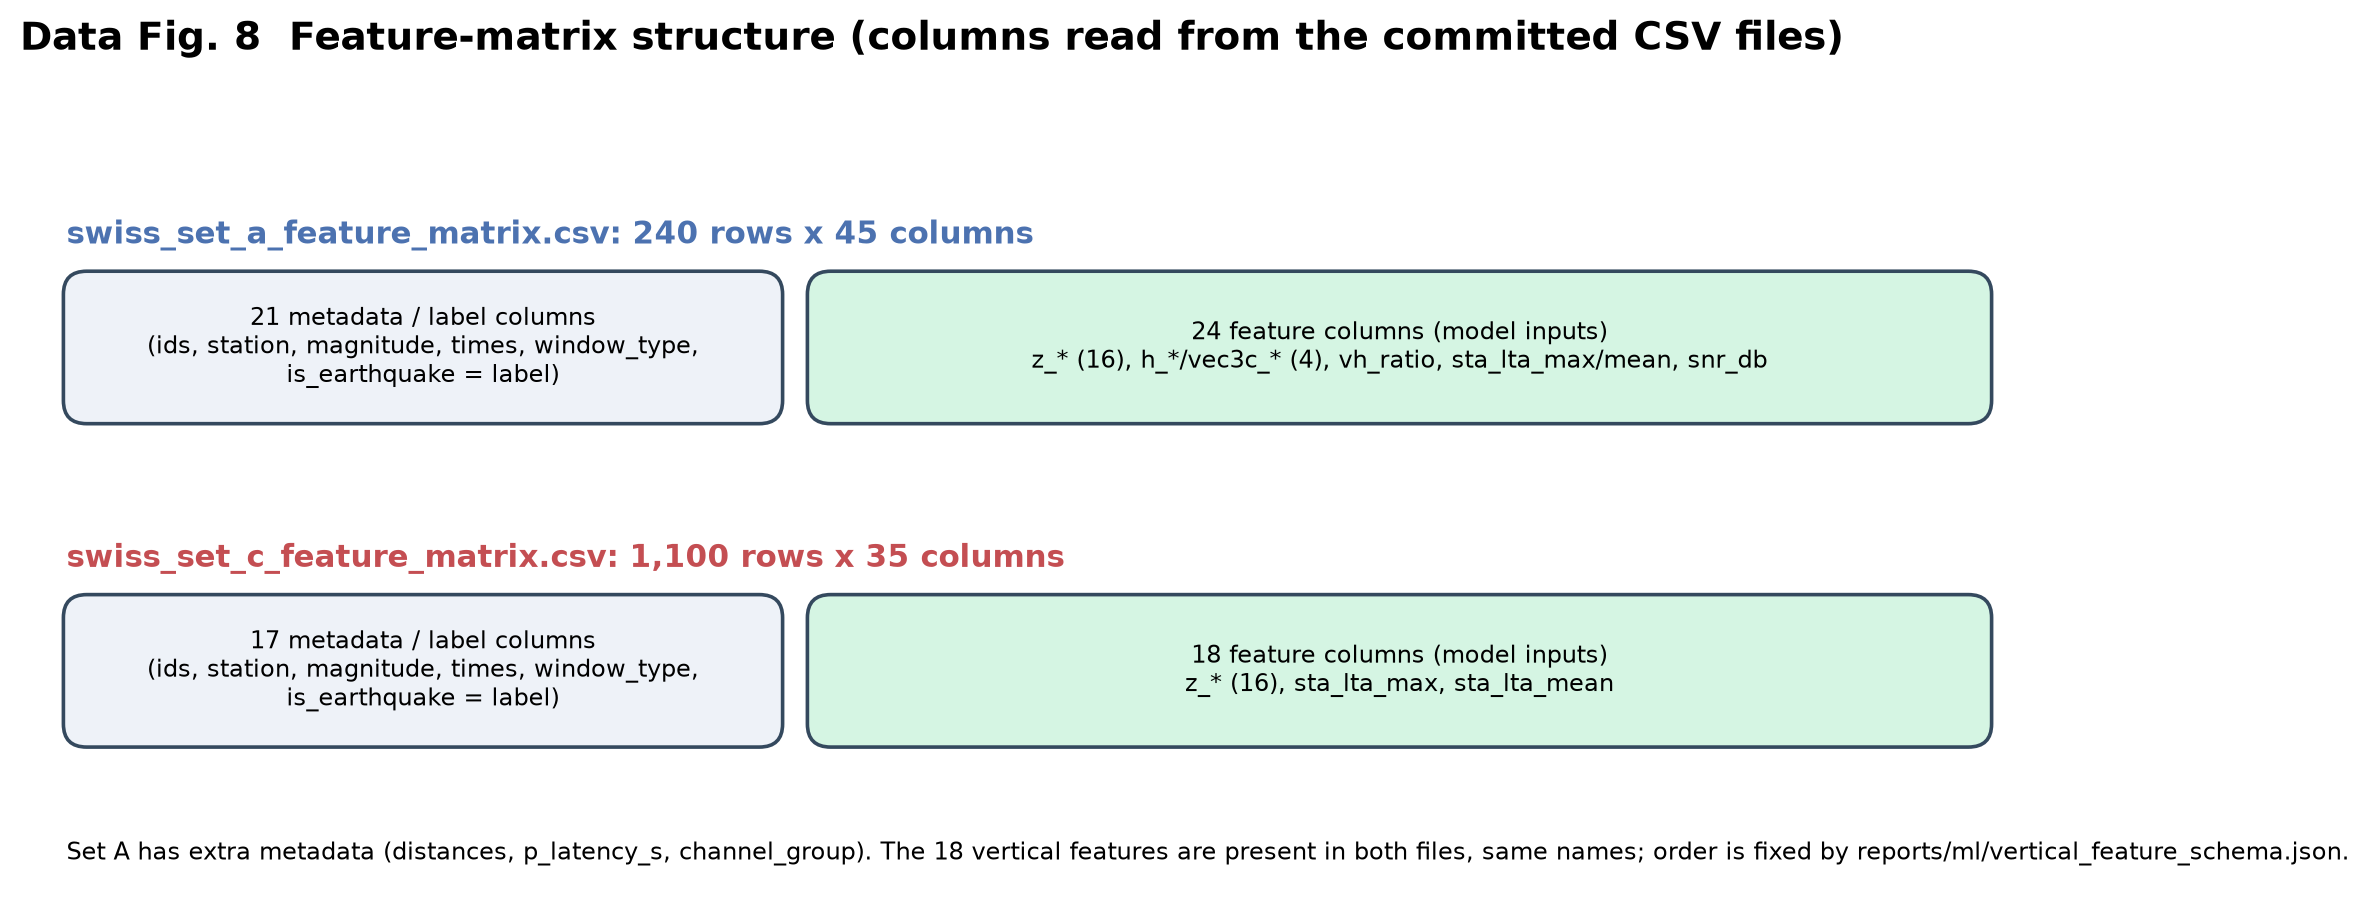 Data Fig. 8  Feature-matrix structure (columns read from the committed CSV files)
swiss_set_a_feature_matrix.csv: 240 rows x 45 columns
21 metadata / label columns
(ids, station, magnitude, times, window_type,
is_earthquake = label)
24 feature columns (model inputs)
z_* (16), h_*/vec3c_* (4), vh_ratio, sta_lta_max/mean, snr_db
swiss_set_c_feature_matrix.csv: 1,100 rows x 35 columns
17 metadata / label columns
(ids, station, magnitude, times, window_type,
is_earthquake = label)
18 feature columns (model inputs)
z_* (16), sta_lta_max, sta_lta_mean
Set A has extra metadata (distances, p_latency_s, channel_group). The 18 vertical features are present in both files, same names; order is fixed by reports/ml/vertical_feature_schema.json.